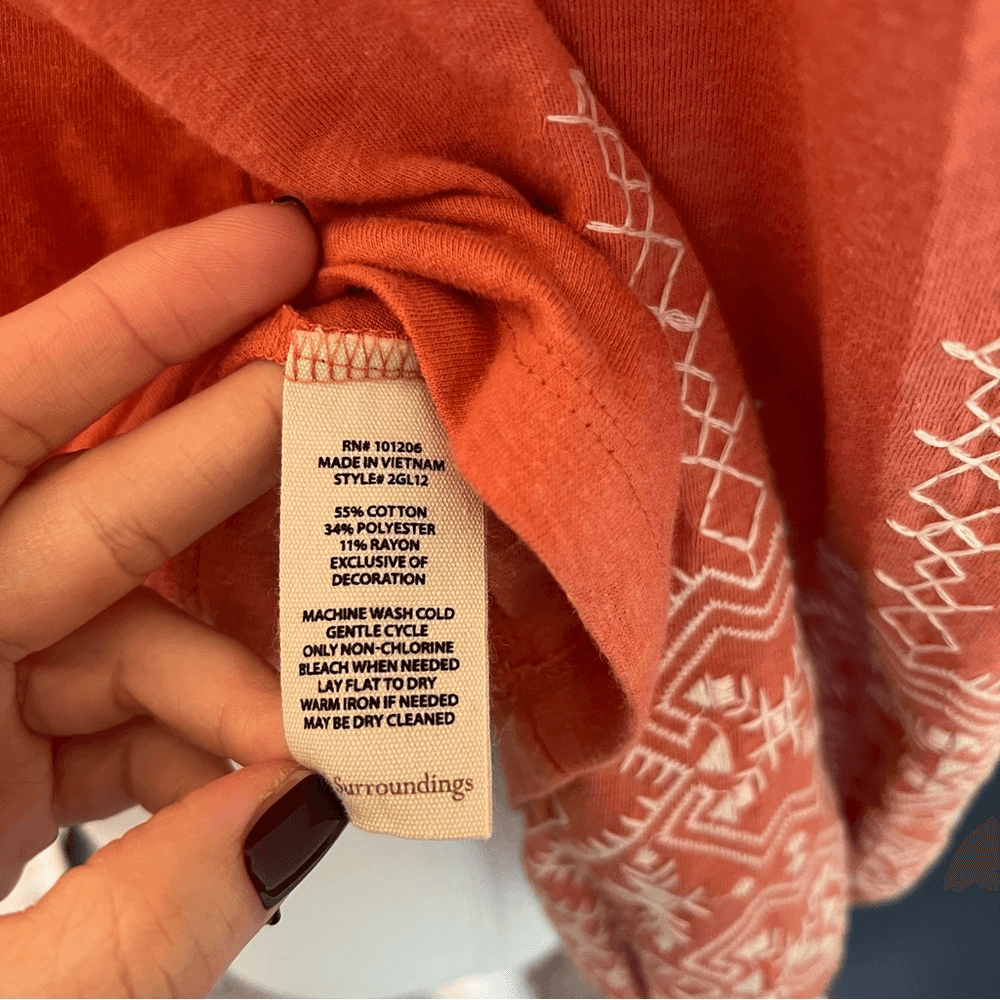 RN# 101206
MADE IN VIETNAM
STYLE# 2GL12
55% COTTON
34% POLYESTER
11% RAYON
EXCLUSIVE OF
DECORATION
MACHINE WASH COLD
GENTLE CYCLE
ONLY NON-CHLORINE
BLEACH WHEN NEEDED
LAY FLAT TO DRY
WARM IRON IF NEEDED
MAY BE DRY CLEANED
Surroundings